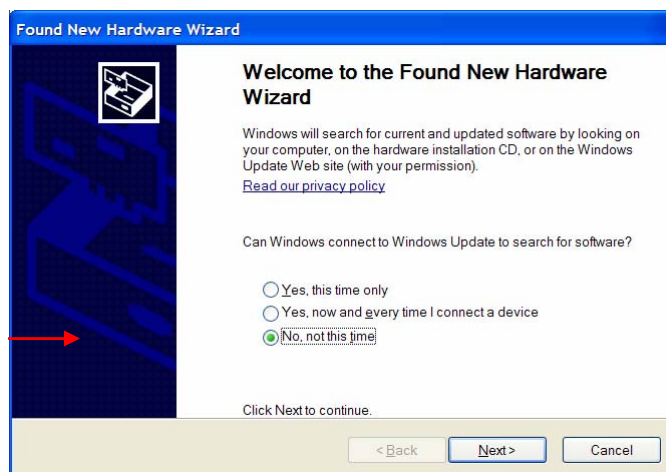 Found New Hardware Wizard
Welcome to the Found New Hardware
Wizard
Windows will search for current and updated software by looking on
your computer, on the hardware installation CD, or on the Windows
Update Web site (with your permission).
Read our privacy policy
Can Windows connect to Windows Update to search for software?
Yes, this time only
Yes, now and every time I connect a device
No, not this time
Click Next to continue.
< Back Next > Cancel